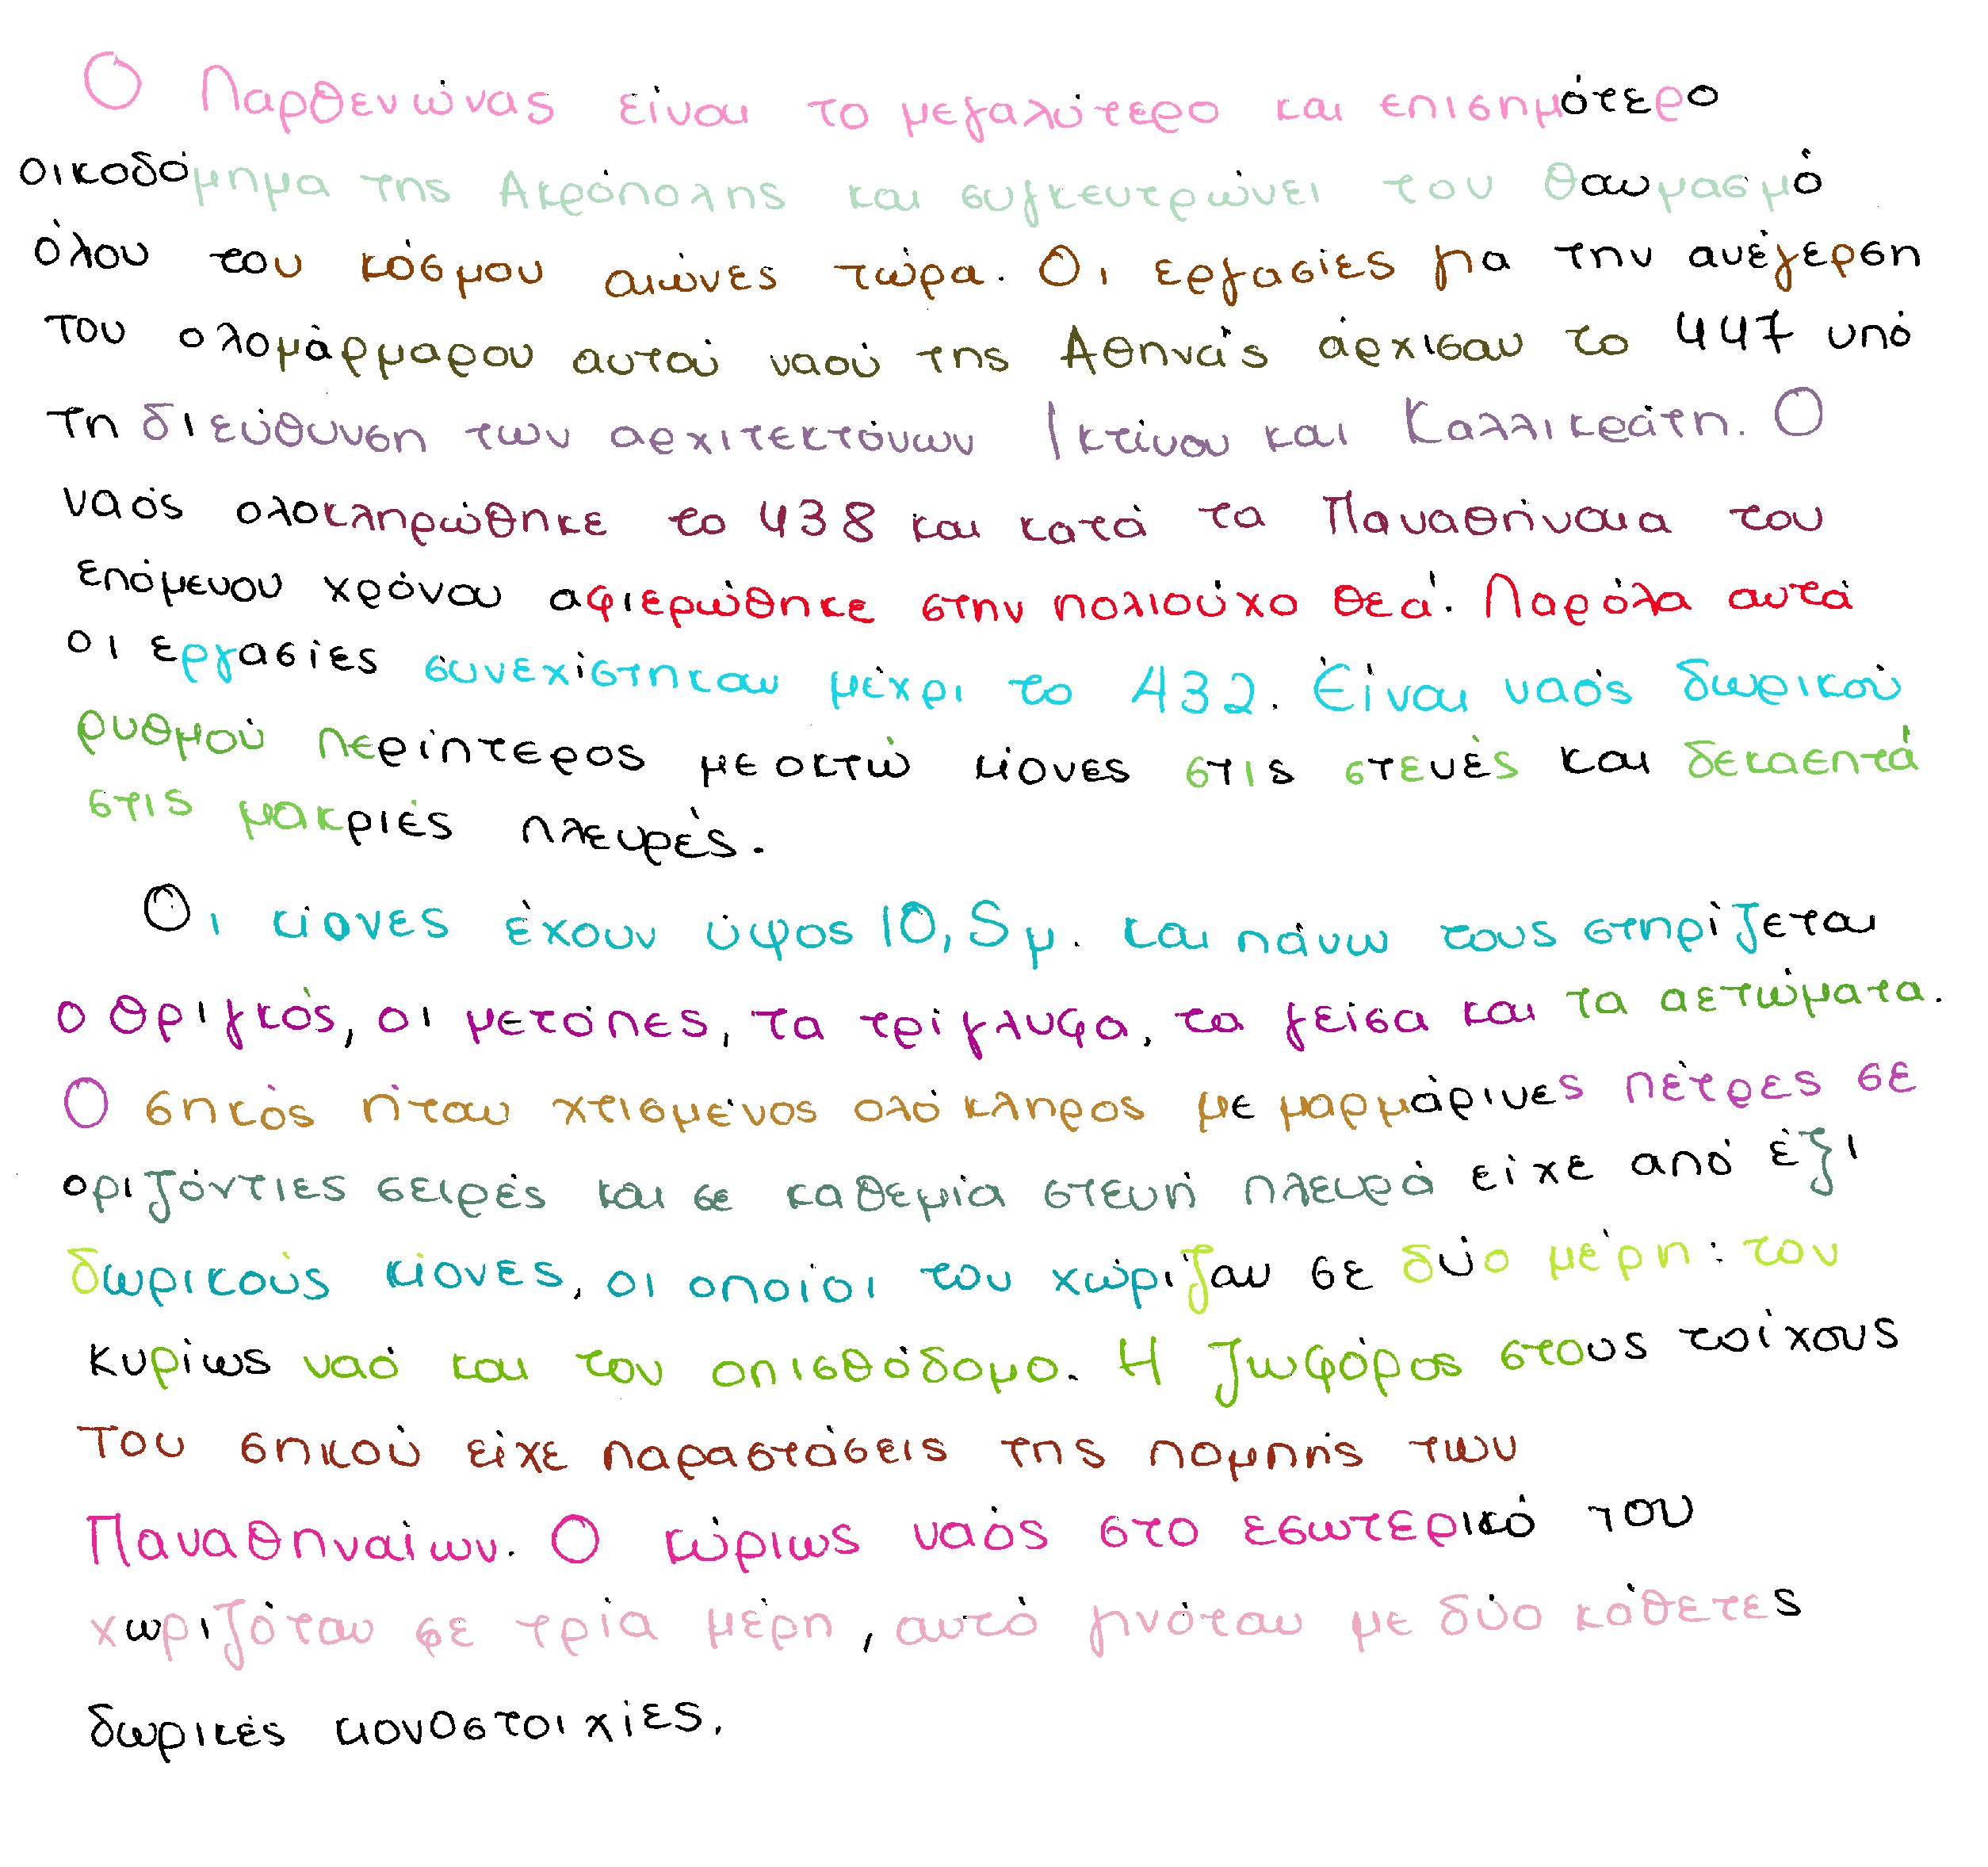 Ο Παρθενώνας είναι το μεγαλύτερο και επισημότερο
οικοδόμημα της Ακρόπολης και συγκεντρώνει τον θαυμασμό
όλου του κόσμου αιώνες τώρα. Οι εργασίες για την ανέγερση
του ολομάρμαρου αυτού ναού της Αθηνάς άρχισαν το 447 υπό
τη διεύθυνση των αρχιτεκτόνων Ικτίνου και Καλλικράτη. Ο
ναός ολοκληρώθηκε το 438 και κατά τα Παναθήναια του
επόμενου χρόνου αφιερώθηκε στην πολιούχο θεά. Παρόλα αυτά
οι εργασίες συνεχίστηκαν μέχρι το 432. Είναι ναός δωρικού
ρυθμού περίπτερος με οκτώ κίονες στις στενές και δεκαεπτά
στις μακριές πλευρές.
Οι κίονες έχουν ύψος 10,5μ. και πάνω τους στηρίζεται
ο θριγκός, οι μετόπες, τα τρίγλυφα, τα γείσα και τα αετώματα.
Ο σηκός ήταν χτισμένος ολόκληρος με μαρμάρινες πέτρες σε
οριζόντιες σειρές και σε καθεμία στενή πλευρά είχε από έξι
δωρικούς κίονες, οι οποίοι τον χώριζαν σε δύο μέρη: τον
κυρίως ναό και τον οπισθόδομο. Η ζωφόρος στους τοίχους
του σηκού είχε παραστάσεις της πομπής των
Παναθηναίων. Ο κύριως ναός στο εσωτερικό του
χωριζόταν σε τρία μέρη, αυτό γινόταν με δύο κάθετες
δωρικές κιονοστοιχίες.